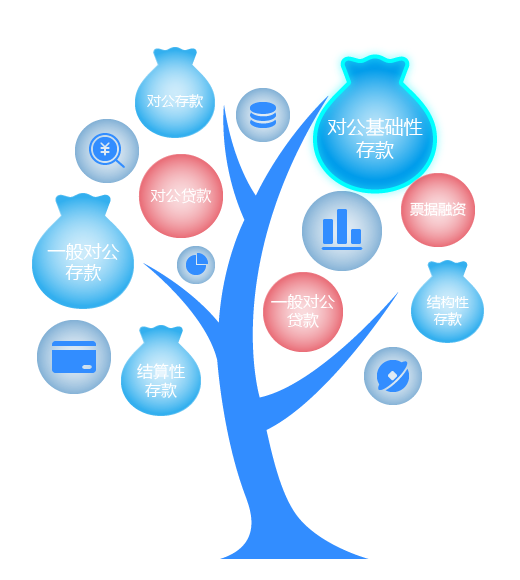 对公存款
对公基础性
存款
¥
对公贷款
票据融资
一般对公
存款
一般对公
贷款
结构性
存款
结算性
存款